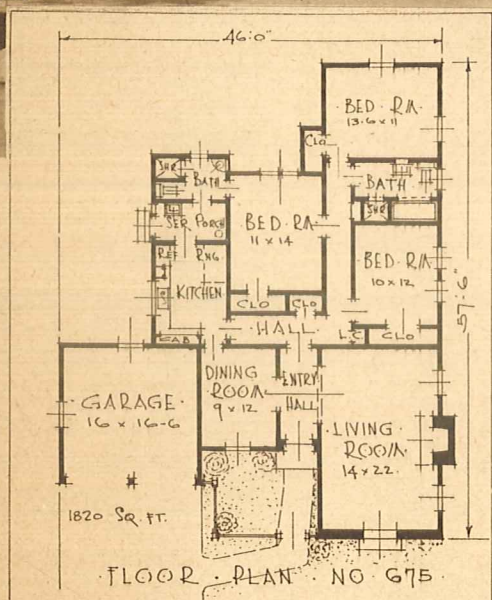 46'-0"
BED·RM·
13-6 x 11
CLO
SHR
BATH
BATH
SER PORCH
BED·RM
11 x 14
SHR
REF RNG.
BED·RM
10 x 12
57'-6"
KITCHEN
CLO CLO
·HALL·
CAB
L.C CLO
DINING
ROOM
9 x 12
ENTRY
HALL
·GARAGE·
16 x 16-6
LIVING
ROOM
14 x 22·
1820 SQ. FT.
·FLOOR·PLAN·NO 675·